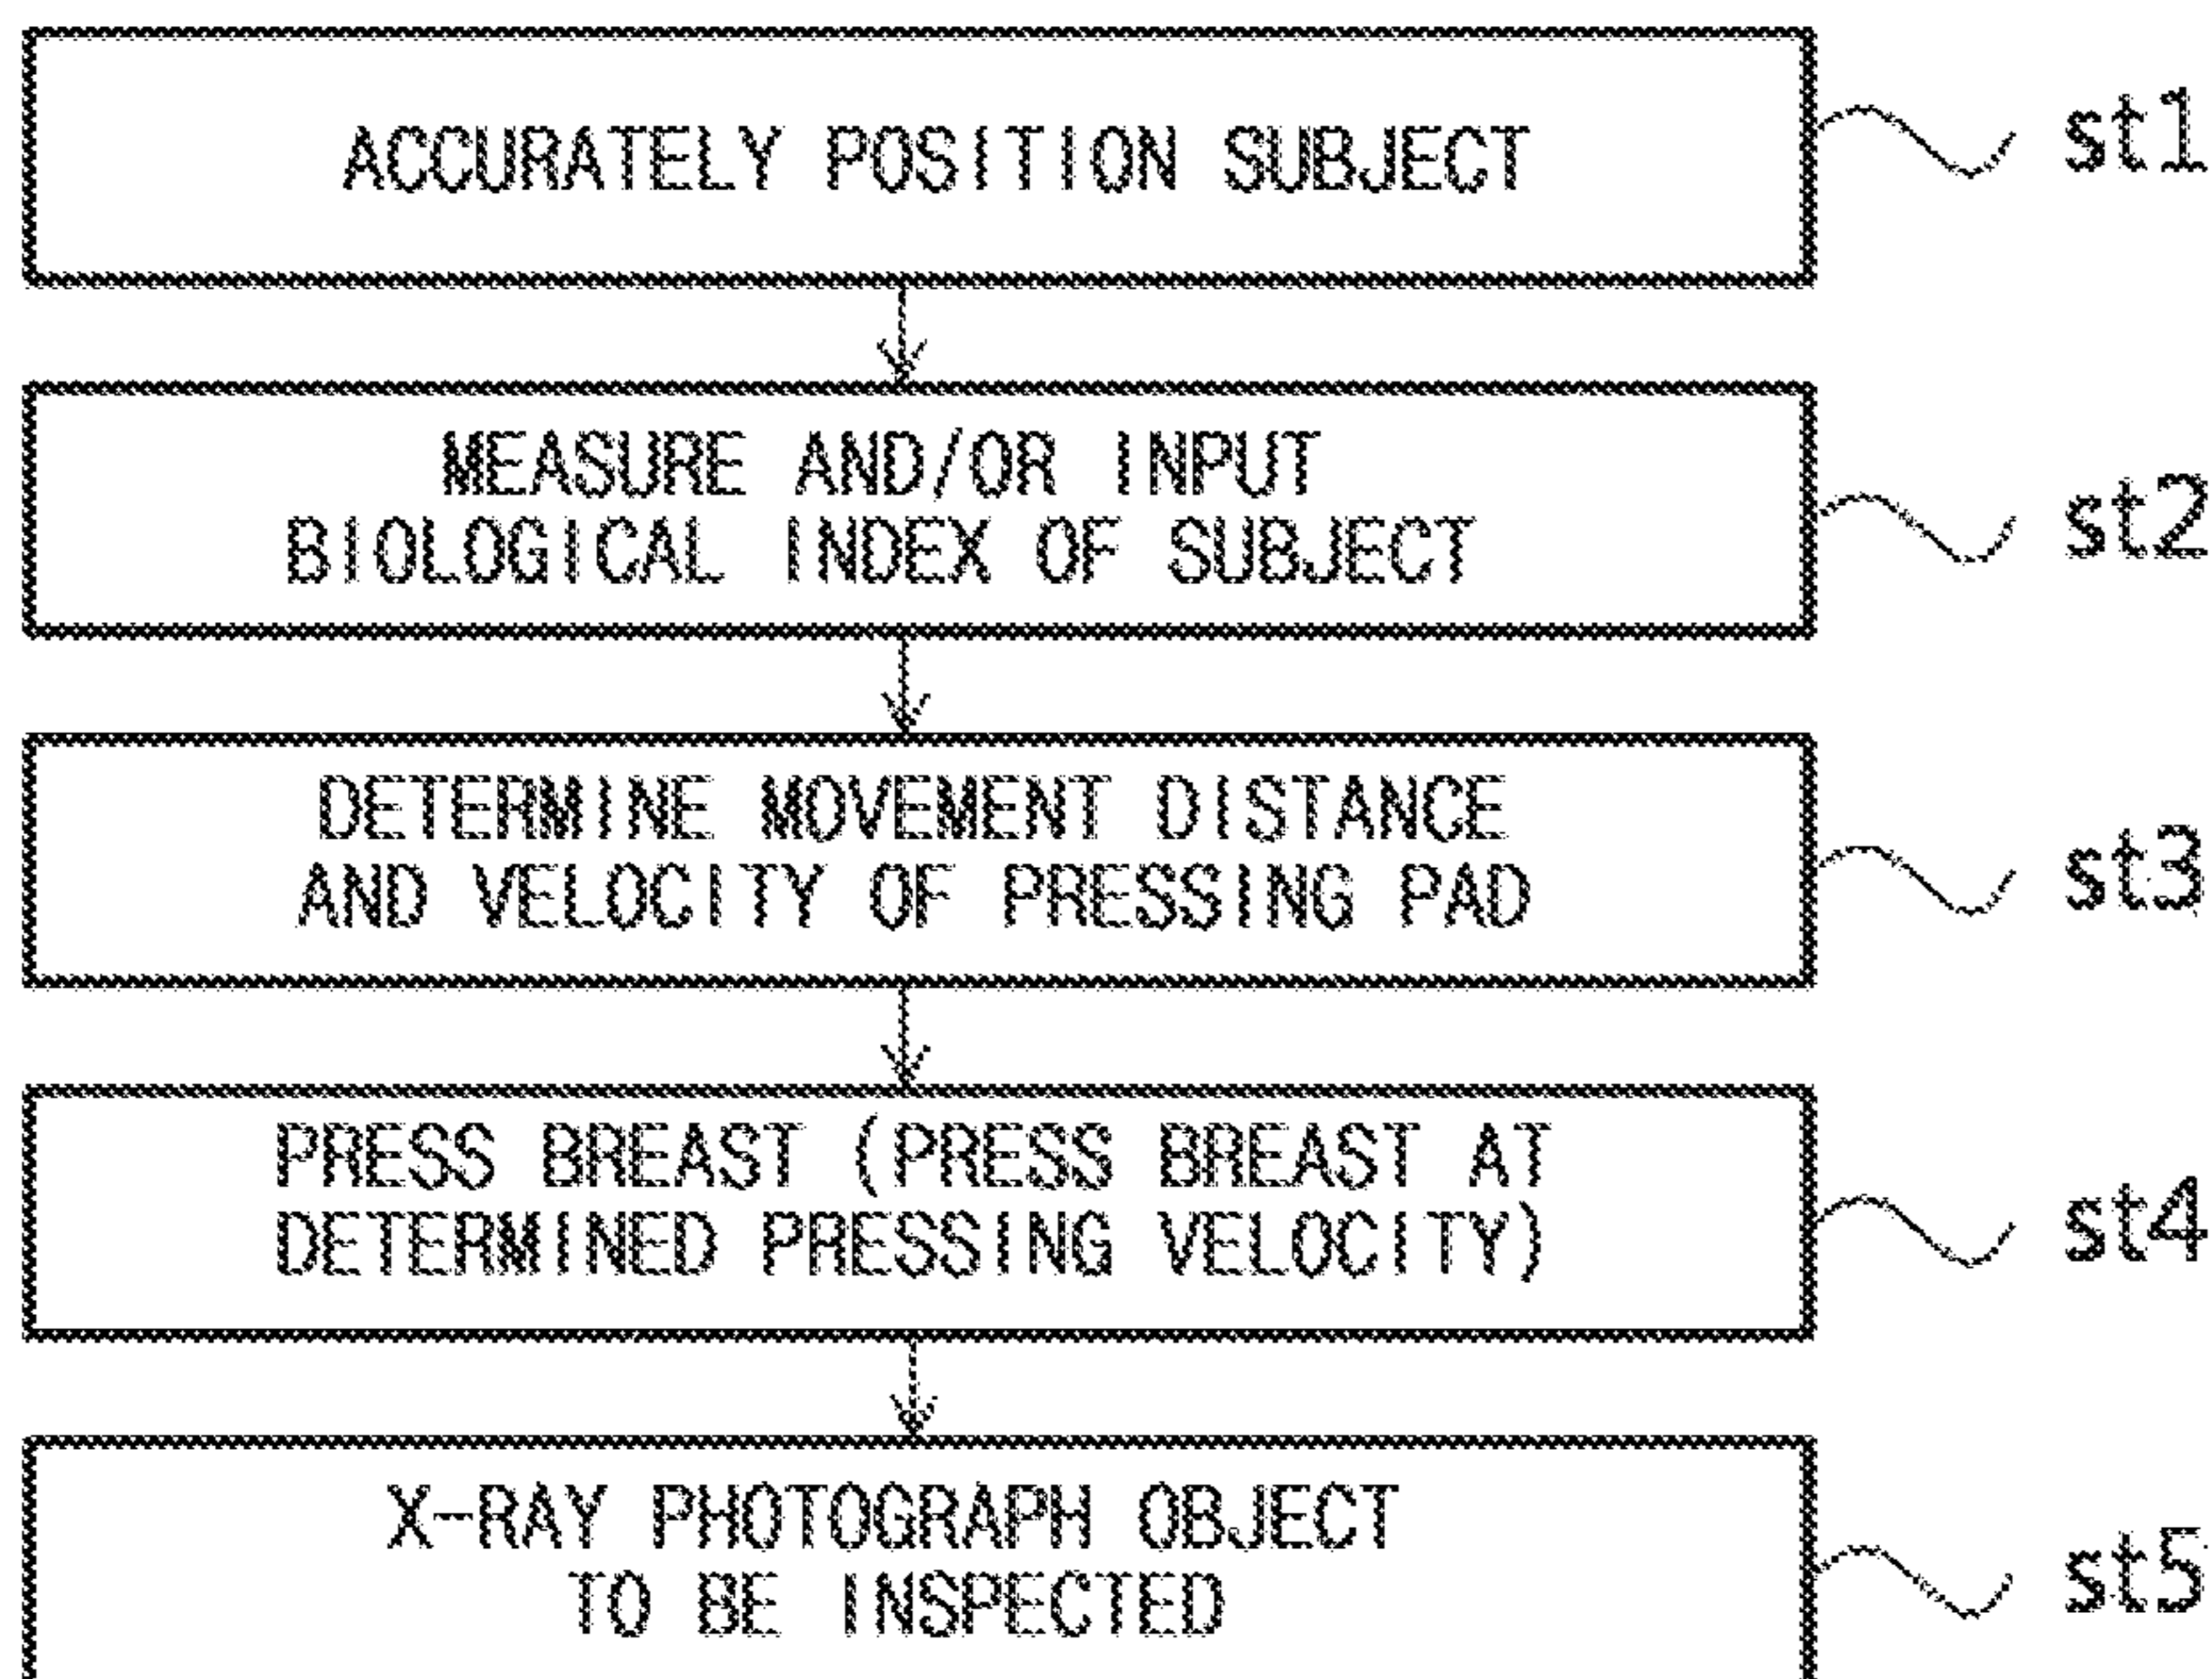 ACCURATELY POSITION SUBJECT
st1
MEASURE AND/OR INPUT
BIOLOGICAL INDEX OF SUBJECT
st2
DETERMINE MOVEMENT DISTANCE
AND VELOCITY OF PRESSING PAD
st3
PRESS BREAST (PRESS BREAST AT
DETERMINED PRESSING VELOCITY)
st4
X-RAY PHOTOGRAPH OBJECT
TO BE INSPECTED
st5